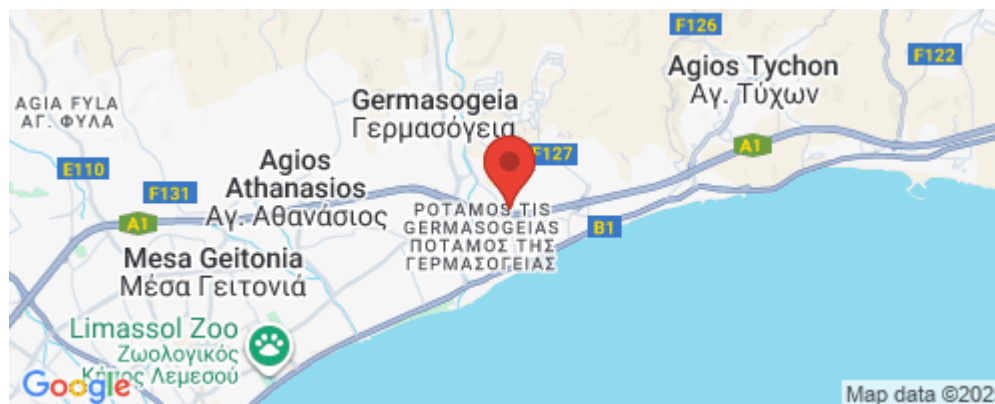 F126
F122
Agios Tychon
Αγ. Τύχων
AGIA FYLA
ΑΓ. ΦΥΛΑ
Germasogeia
Γερμασόγεια
F127
A1
E110
F131
Agios
Athanasios
Αγ. Αθανάσιος
A1
POTAMOS TIS
GERMASOGEIAS
ΠΟΤΑΜΟΣ ΤΗΣ
ΓΕΡΜΑΣΟΓΕΙΑΣ
B1
Mesa Geitonia
Μέσα Γειτονιά
Limassol Zoo
Ζωολογικός
Κήπος Λεμεσού
Google
Map data ©202